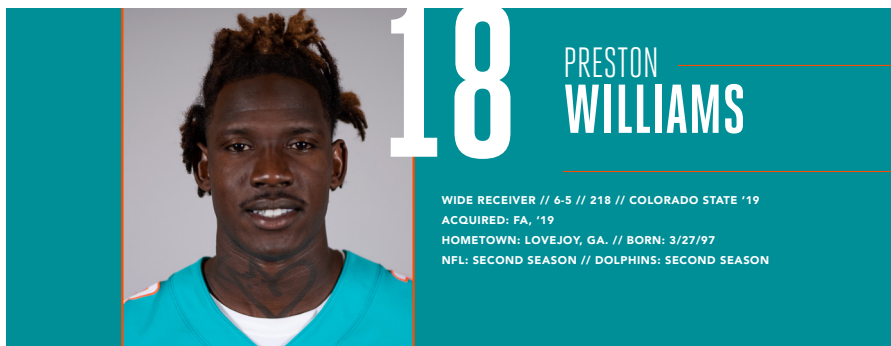 18
PRESTON
WILLIAMS
WIDE RECEIVER // 6-5 // 218 // COLORADO STATE ‘19
ACQUIRED: FA, ‘19
HOMETOWN: LOVEJOY, GA. // BORN: 3/27/97
NFL: SECOND SEASON // DOLPHINS: SECOND SEASON